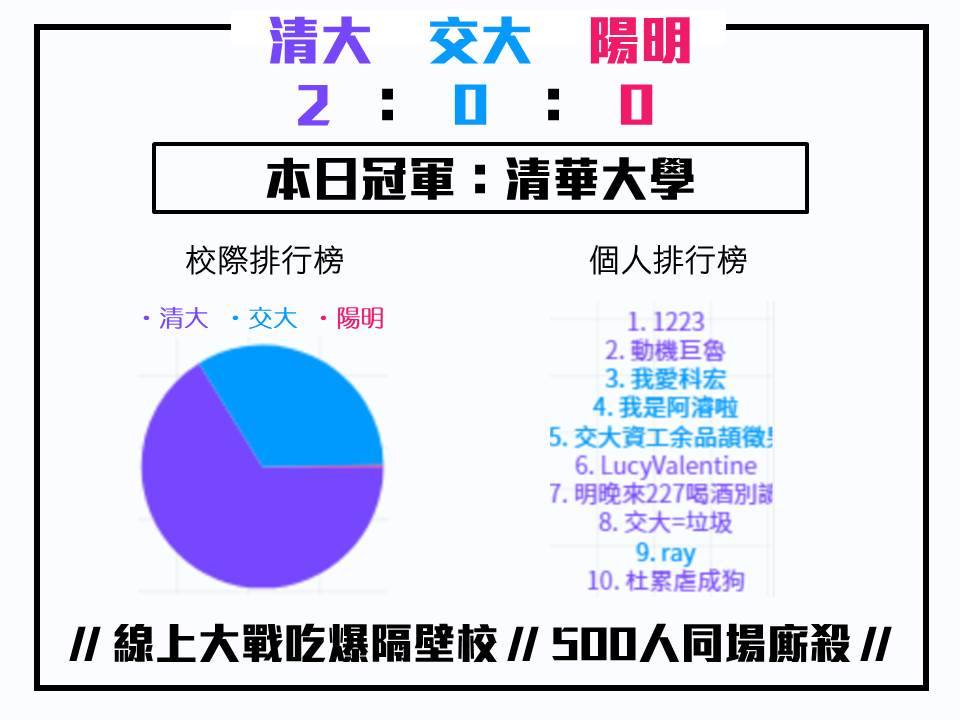 清大 交大 陽明
2 : 0 : 0
本日冠軍：清華大學
校際排行榜
・清大 ・交大 ・陽明
個人排行榜
1. 1223
2. 動機巨魯
3. 我愛科宏
4. 我是阿濬啦
5. 交大資工余品頡徵
6. LucyValentine
7. 明晚來227喝酒別
8. 交大=垃圾
9. ray
10. 杜累虐成狗
// 線上大戰吃爆隔壁校 // 500人同場廝殺 //